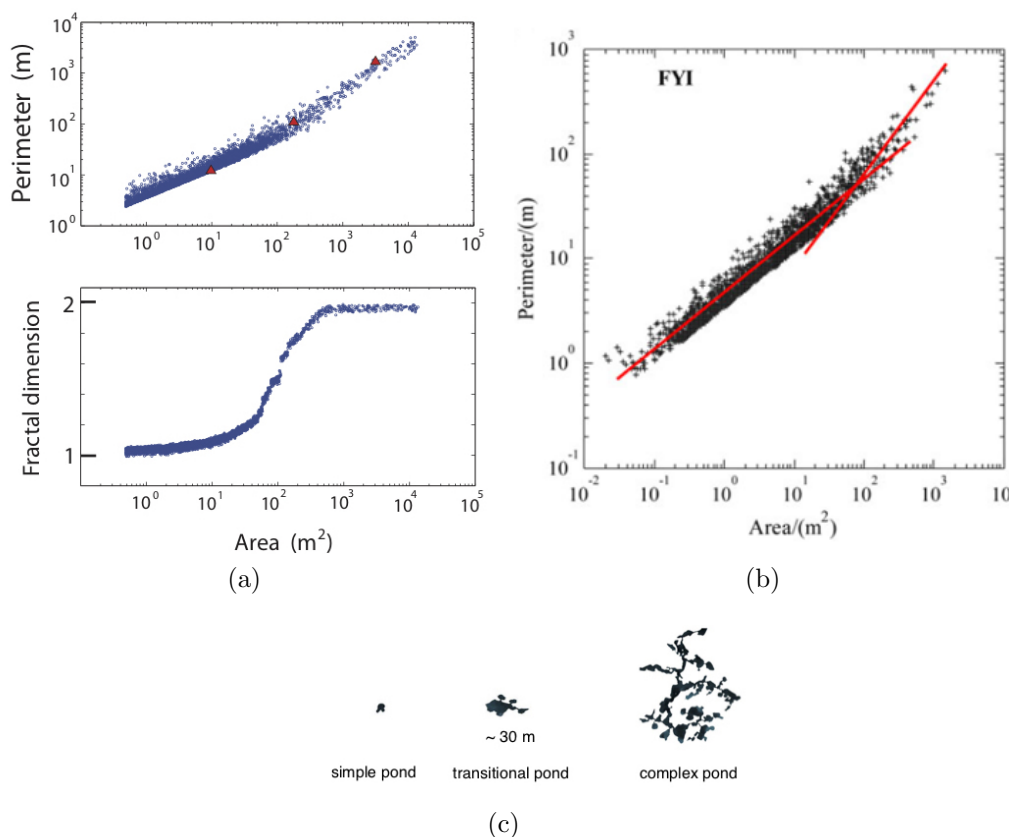 (a)
Perimeter (m)
10^5
10^4
10^3
10^2
10^1
10^0
10^0 10^1 10^2 10^3 10^4 10^5
Fractal dimension
2
1
10^0 10^1 10^2 10^3 10^4 10^5
Area (m^2)
(a)
FYI
Perimeter/(m)
10^3
10^2
10^1
10^0
10^-1
10^-2 10^-1 10^0 10^1 10^2 10^3 10
Area/(m^2)
(b)
~ 30 m
simple pond transitional pond complex pond
(c)